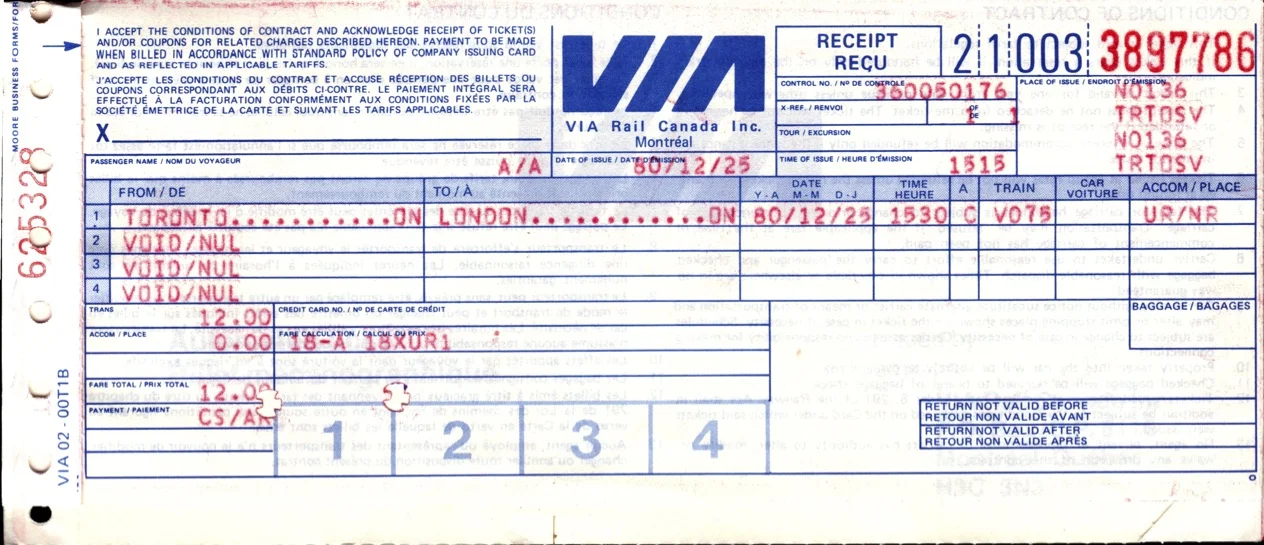 I ACCEPT THE CONDITIONS OF CONTRACT AND ACKNOWLEDGE RECEIPT OF TICKET(S)
AND/OR COUPONS FOR RELATED CHARGES DESCRIBED HEREON. PAYMENT TO BE MADE
WHEN BILLED IN ACCORDANCE WITH STANDARD POLICY OF COMPANY ISSUING CARD
AND AS REFLECTED IN APPLICABLE TARIFFS.
J'ACCEPTE LES CONDITIONS DU CONTRAT ET ACCUSE RÉCEPTION DES BILLETS OU
COUPONS CORRESPONDANT AUX DÉBITS CI-CONTRE. LE PAIEMENT INTÉGRAL SERA
EFFECTUÉ À LA FACTURATION CONFORMÉMENT AUX CONDITIONS FIXÉES PAR LA
SOCIÉTÉ ÉMETTRICE DE LA CARTE ET SUIVANT LES TARIFS APPLICABLES.
X
VIA
VIA Rail Canada Inc.
Montréal
RECEIPT
REÇU
21 003 3897786
CONTROL NO. / Nº DE CONTRÔLE
360050176
X-REF. / RENVOI
1 OF DE 1
TOUR / EXCURSION
PLACE OF ISSUE / ENDROIT D'ÉMISSION
N0136
TRTOSV
N0136
TRTOSV
PASSENGER NAME / NOM DU VOYAGEUR
A/A
DATE OF ISSUE / DATE D'ÉMISSION
80/12/25
TIME OF ISSUE / HEURE D'ÉMISSION
1515
FROM / DE TO / À DATE Y-A M-M D-J TIME HEURE A TRAIN CAR VOITURE ACCOM / PLACE
1 TORONTO..........ON LONDON...........ON 80/12/25 1530 C V075 UR/NR
2 VOID/NUL
3 VOID/NUL
4 VOID/NUL
TRANS
12.00
CREDIT CARD NO. / Nº DE CARTE DE CRÉDIT
BAGGAGE / BAGAGES
ACCOM / PLACE
0.00
FARE CALCULATION / CALCUL DU PRIX
18-A 18XUR1
FARE TOTAL / PRIX TOTAL
12.00
PAYMENT / PAIEMENT
CS/A
1 2 3 4
RETURN NOT VALID BEFORE
RETOUR NON VALIDE AVANT
RETURN NOT VALID AFTER
RETOUR NON VALIDE APRÈS
MOORE BUSINESS FORMS/FOR
6265328
VIA 02 - 00T1B